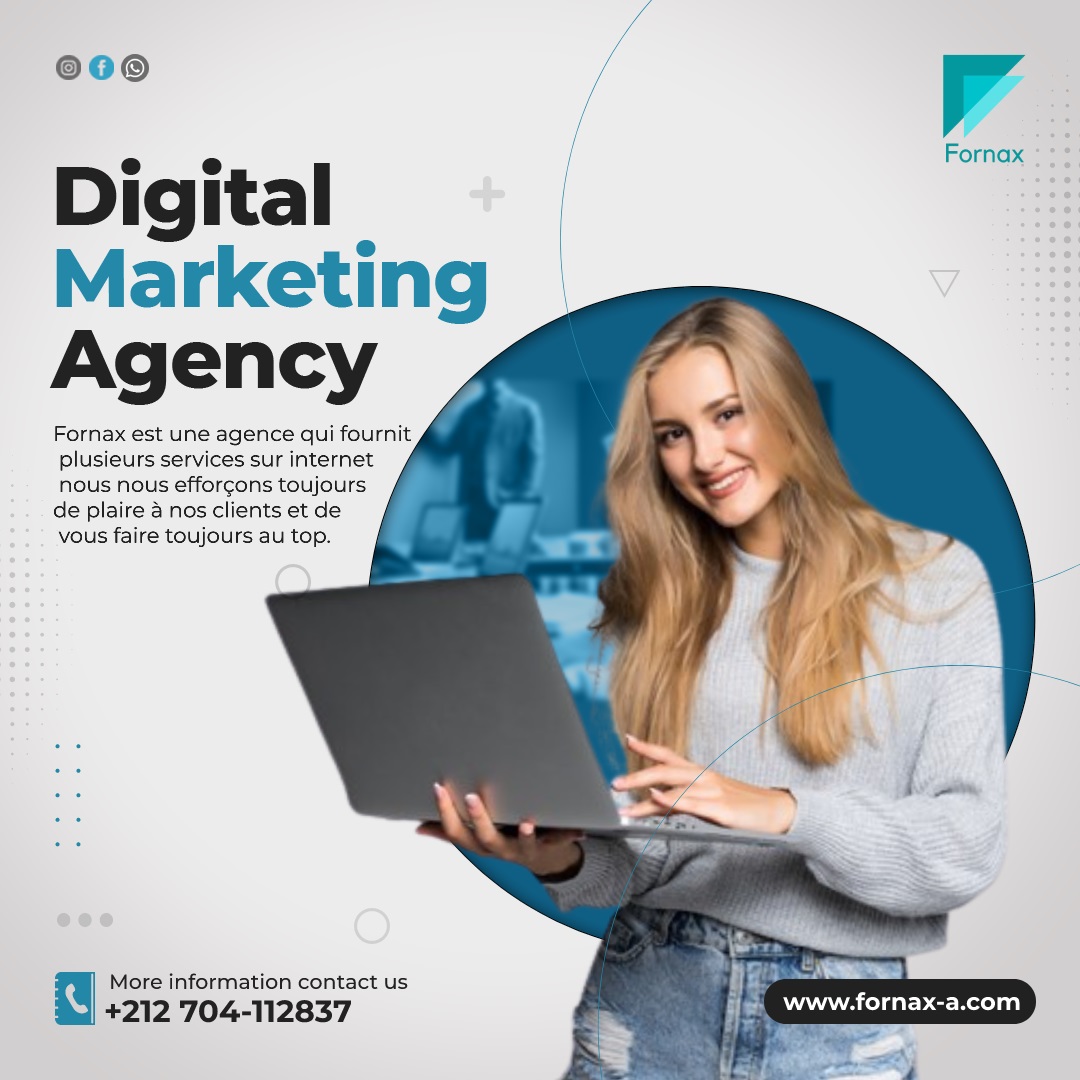 Fornax
Digital
Marketing
Agency
Fornax est une agence qui fournit
plusieurs services sur internet
nous nous efforçons toujours
de plaire à nos clients et de
vous faire toujours au top.
More information contact us
+212 704-112837
www.fornax-a.com